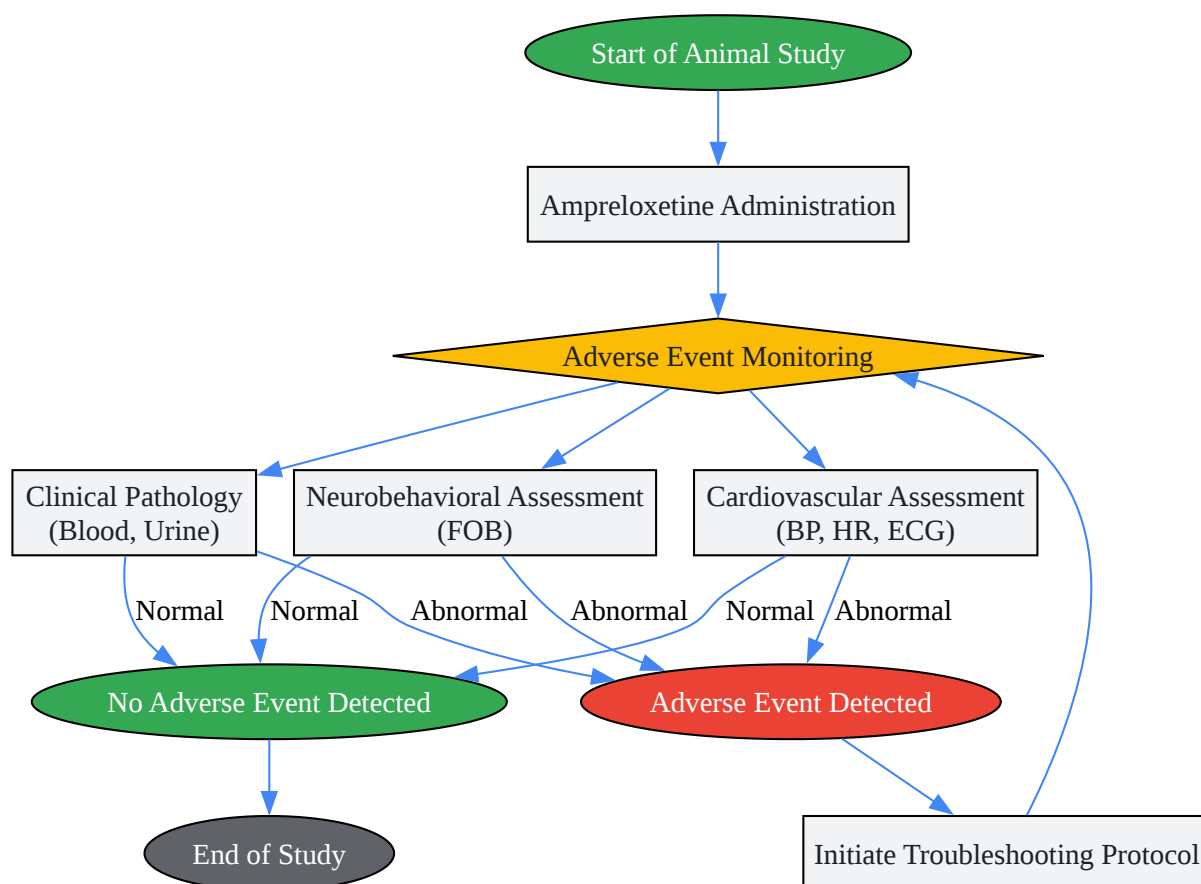 Start of Animal Study
Ampreloxetine Administration
Adverse Event Monitoring
Clinical Pathology
(Blood, Urine)
Neurobehavioral Assessment
(FOB)
Cardiovascular Assessment
(BP, HR, ECG)
Normal
Normal
Abnormal
Abnormal
Normal
Abnormal
No Adverse Event Detected
Adverse Event Detected
End of Study
Initiate Troubleshooting Protocol